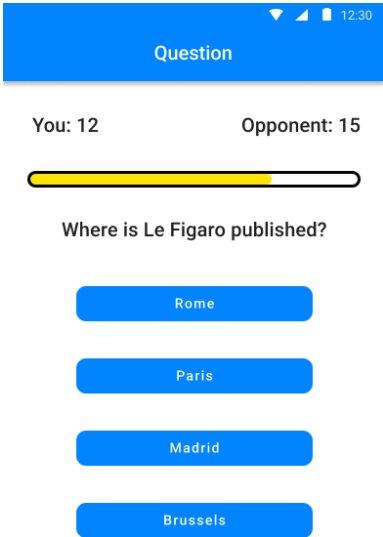 12:30
Question
You: 12 Opponent: 15
Where is Le Figaro published?
Rome
Paris
Madrid
Brussels